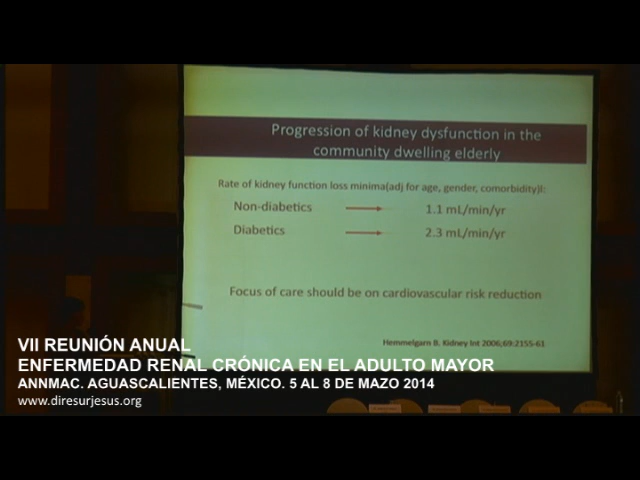 Progression of kidney dysfunction in the
community dwelling elderly
Rate of kidney function loss minima(adj for age, gender, comorbidity)l:
Non-diabetics 1.1 mL/min/yr
Diabetics 2.3 mL/min/yr
Focus of care should be on cardiovascular risk reduction
Hemmelgarn B. Kidney Int 2006;69:2155-61
VII REUNIÓN ANUAL
ENFERMEDAD RENAL CRÓNICA EN EL ADULTO MAYOR
ANNMAC. AGUASCALIENTES, MÉXICO. 5 AL 8 DE MAZO 2014
www.diresurjesus.org